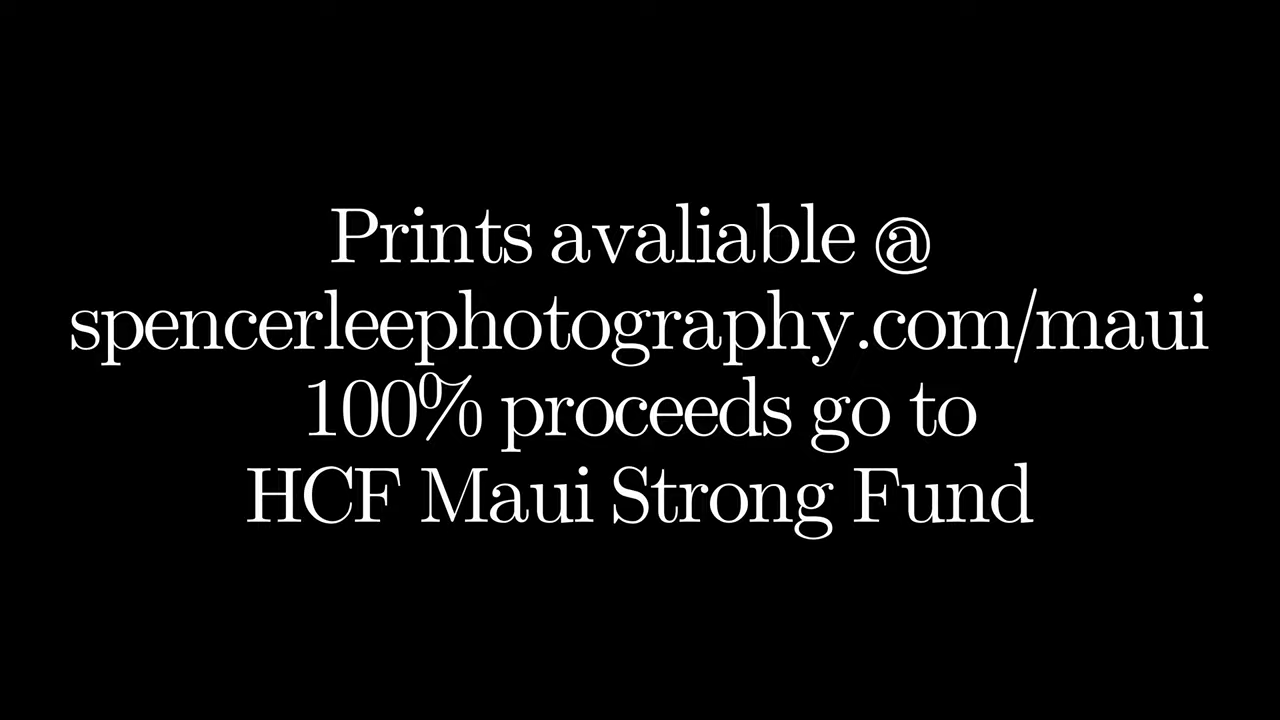 Prints avaliable @
spencerleephotography.com/maui
100% proceeds go to
HCF Maui Strong Fund